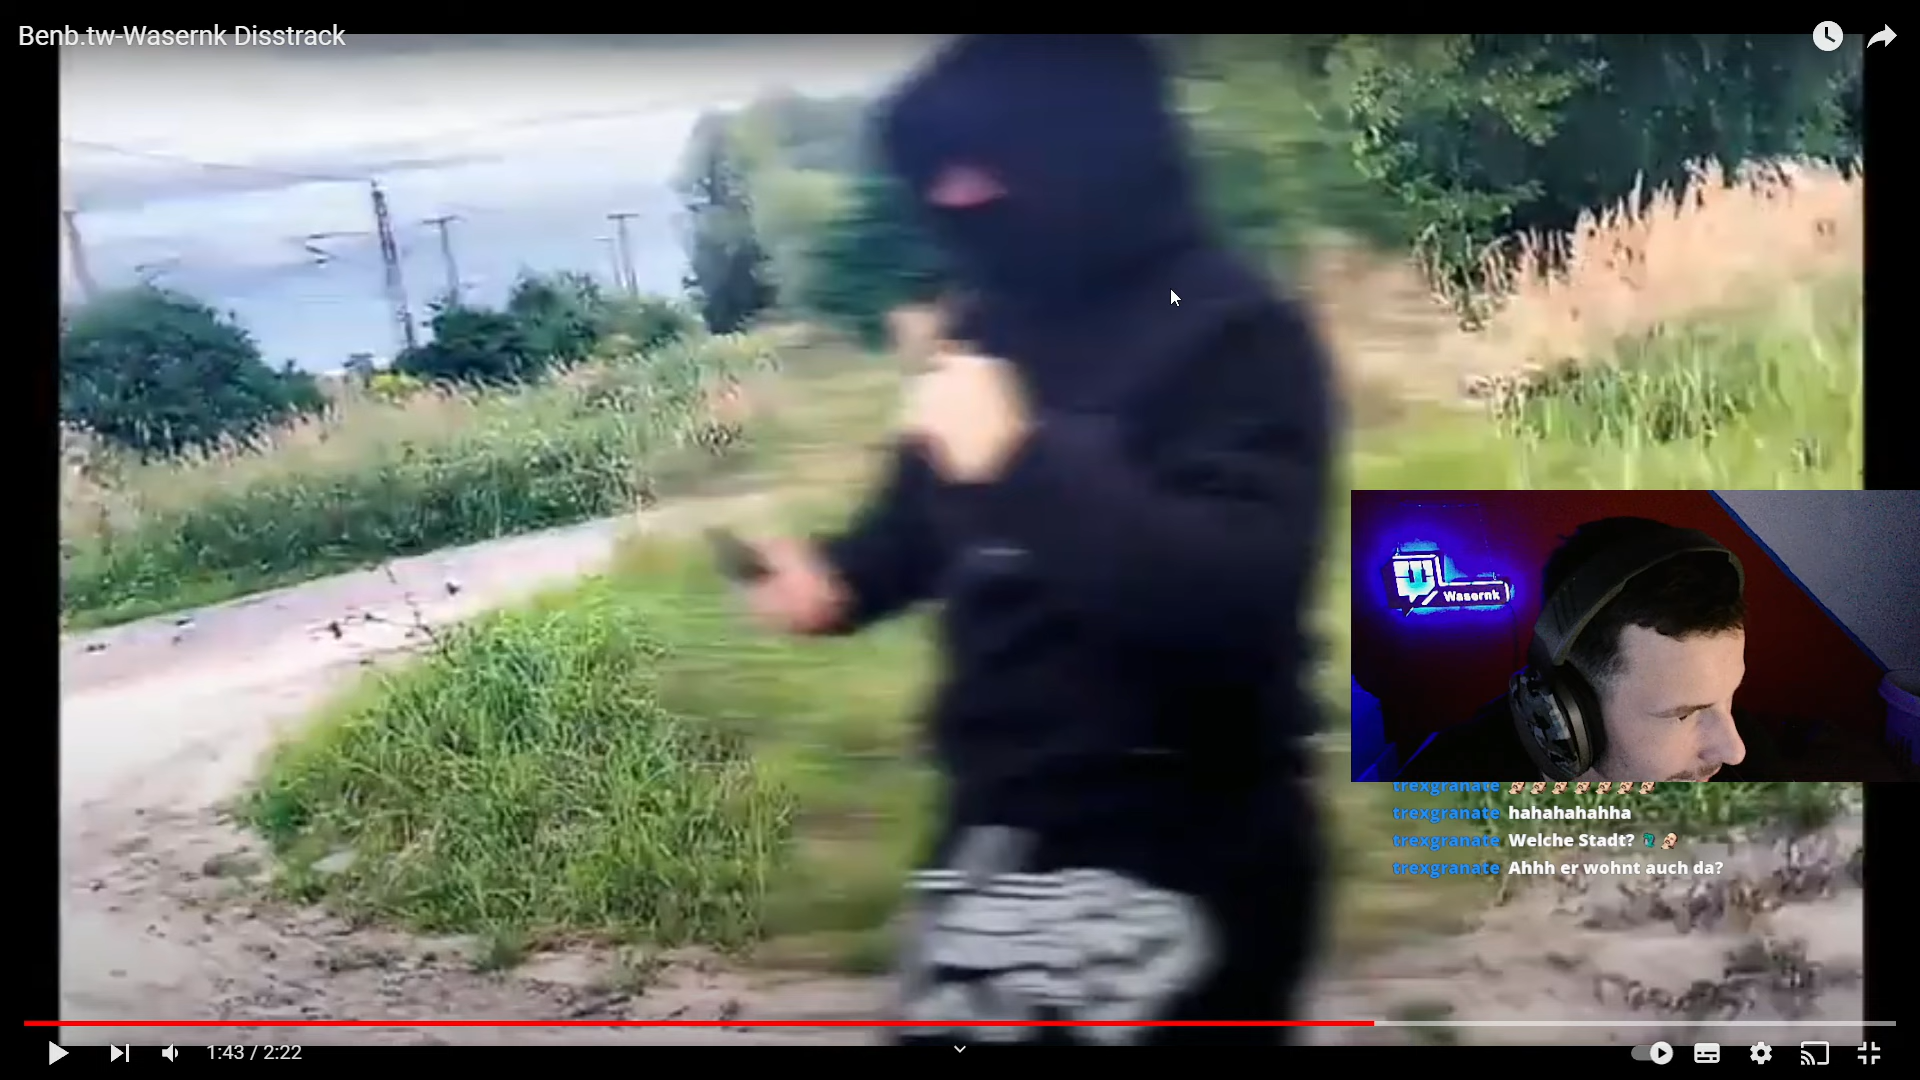 Benb.tw-Wasernk Disstrack
Wasernk
trexgranate
trexgranate hahahahahha
trexgranate Welche Stadt?
trexgranate Ahhh er wohnt auch da?
1:43 / 2:22